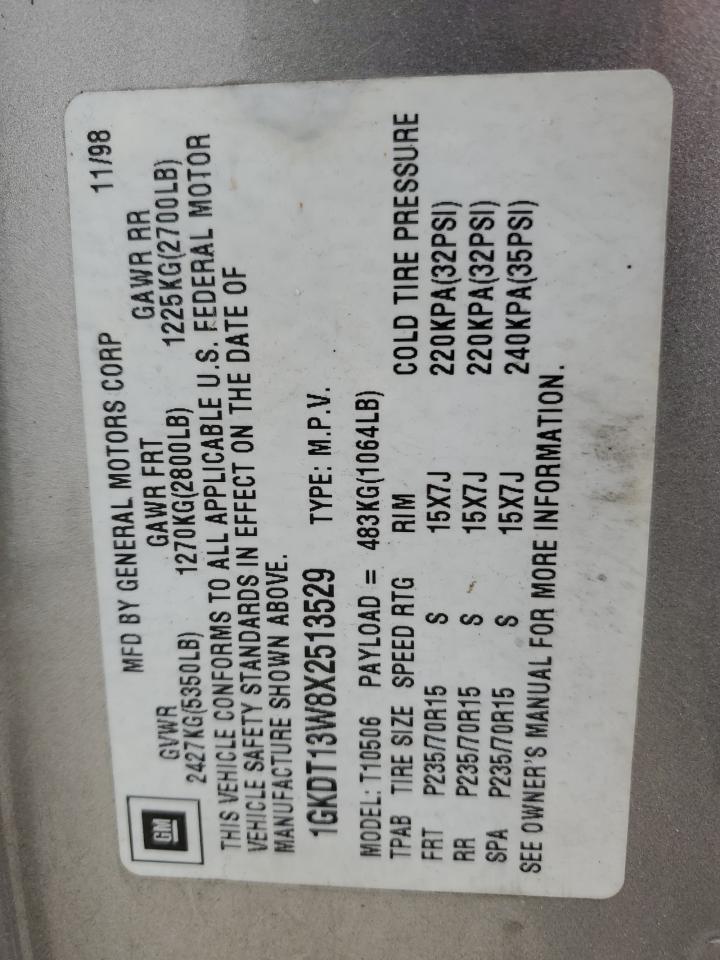 MFD BY GENERAL MOTORS CORP 11/98
GM
GVWR GAWR FRT GAWR RR
2427KG(5350LB) 1270KG(2800LB) 1225KG(2700LB)
THIS VEHICLE CONFORMS TO ALL APPLICABLE U.S. FEDERAL MOTOR
VEHICLE SAFETY STANDARDS IN EFFECT ON THE DATE OF
MANUFACTURE SHOWN ABOVE.
1GKDT13W8X2513529 TYPE: M.P.V.
MODEL: T10506 PAYLOAD = 483KG(1064LB)
TPAB TIRE SIZE SPEED RTG RIM COLD TIRE PRESSURE
FRT P235/70R15 S 15X7J 220KPA(32PSI)
RR P235/70R15 S 15X7J 220KPA(32PSI)
SPA P235/70R15 S 15X7J 240KPA(35PSI)
SEE OWNER'S MANUAL FOR MORE INFORMATION.